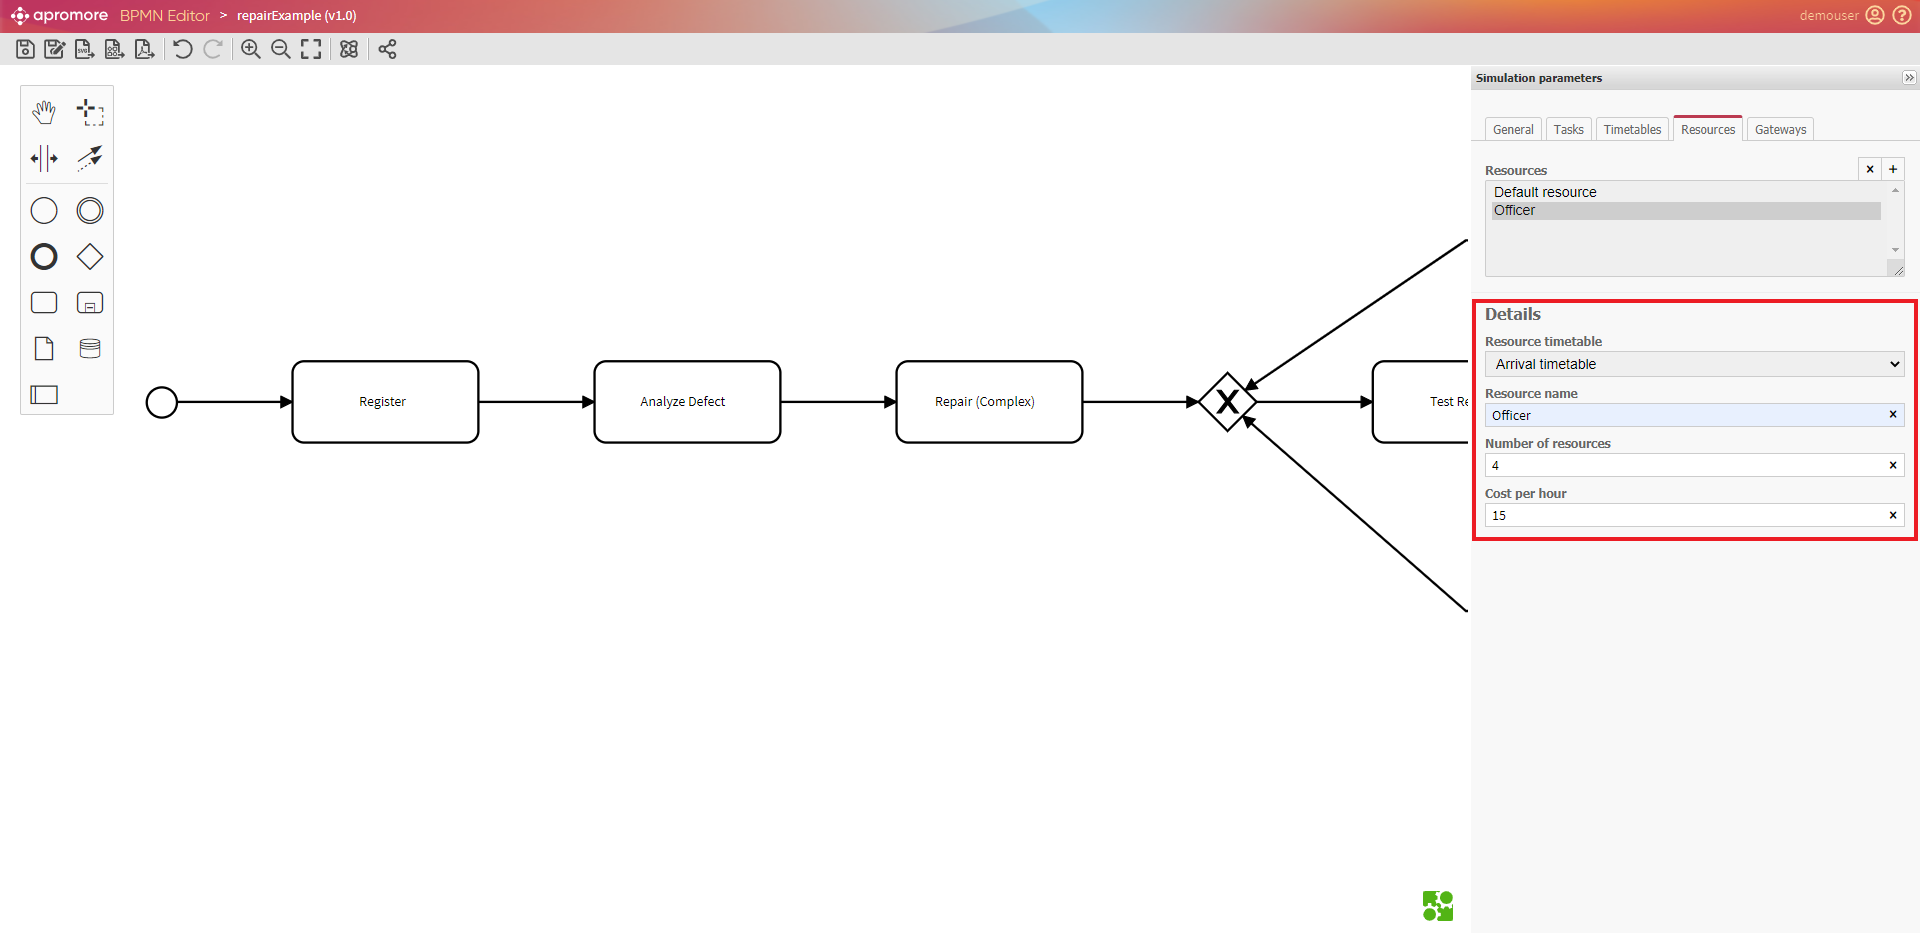 apromore BPMN Editor > repairExample (v1.0)
demouser
SVG
Simulation parameters
General Tasks Timetables Resources Gateways
Resources
Default resource
Officer
Details
Resource timetable
Arrival timetable
Resource name
Officer
Number of resources
4
Cost per hour
15
Register
Analyze Defect
Repair (Complex)
X
Test Re